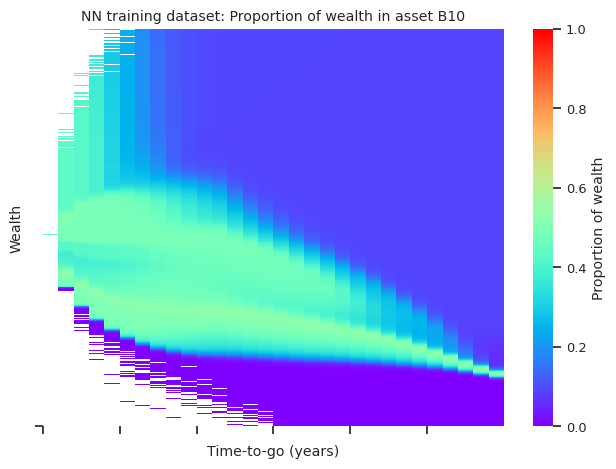 NN training dataset: Proportion of wealth in asset B10
Wealth
Time-to-go (years)
1.0
0.8
0.6
0.4
0.2
0.0
Proportion of wealth